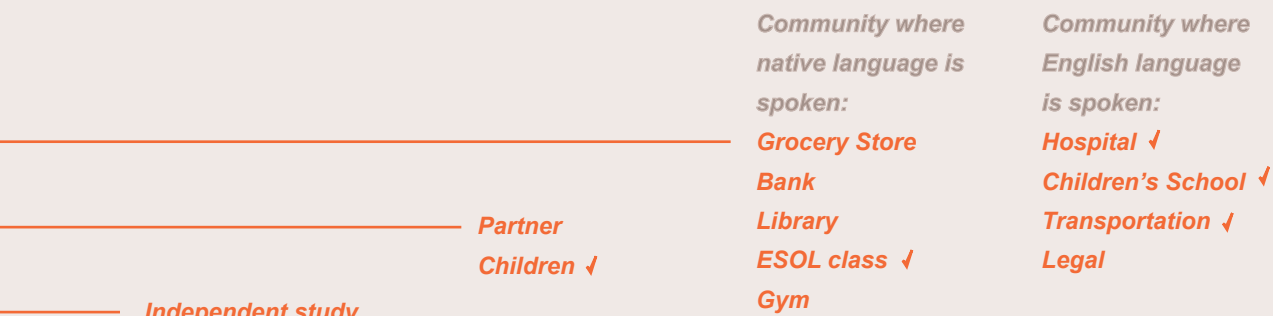 Community where
native language is
spoken:
Grocery Store
Bank
Library
ESOL class ✓
Gym
Community where
English language
is spoken:
Hospital ✓
Children's School ✓
Transportation ✓
Legal
Partner
Children ✓
Independent study